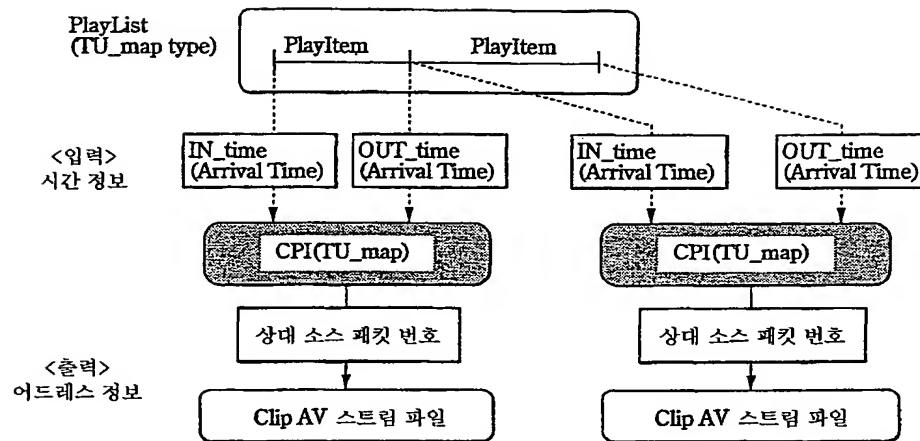 PlayList
(TU_map type)
PlayItem
PlayItem
<입력>
시간 정보
IN_time
(Arrival Time)
OUT_time
(Arrival Time)
IN_time
(Arrival Time)
OUT_time
(Arrival Time)
CPI(TU_map)
CPI(TU_map)
상대 소스 패킷 번호
상대 소스 패킷 번호
<출력>
어드레스 정보
Clip AV 스트림 파일
Clip AV 스트림 파일